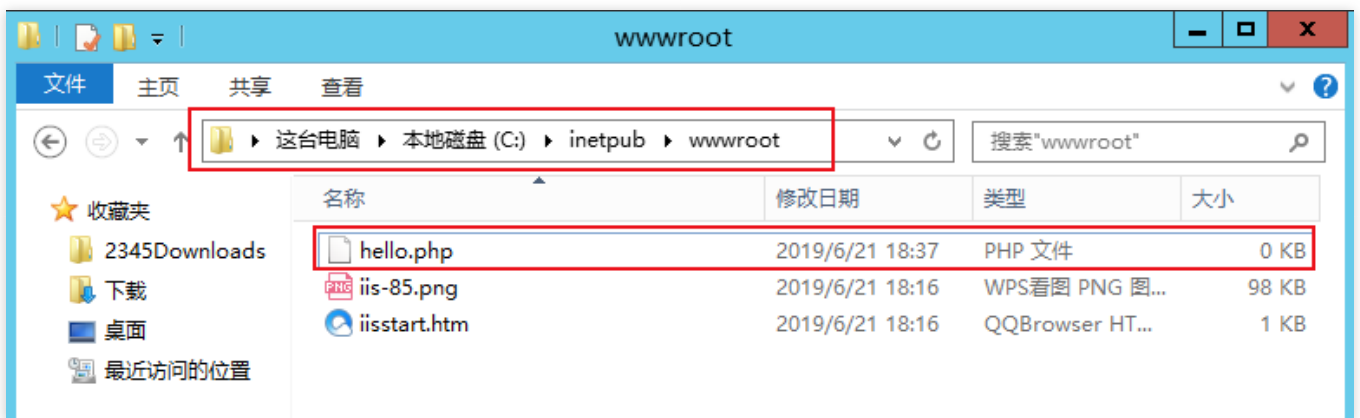 wwwroot
文件 主页 共享 查看
这台电脑 本地磁盘 (C:) inetpub wwwroot 搜索"wwwroot"
名称 修改日期 类型 大小
收藏夹
2345Downloads
下载
桌面
最近访问的位置
hello.php 2019/6/21 18:37 PHP 文件 0 KB
PNG iis-85.png 2019/6/21 18:16 WPS看图 PNG 图... 98 KB
iisstart.htm 2019/6/21 18:16 QQBrowser HT... 1 KB